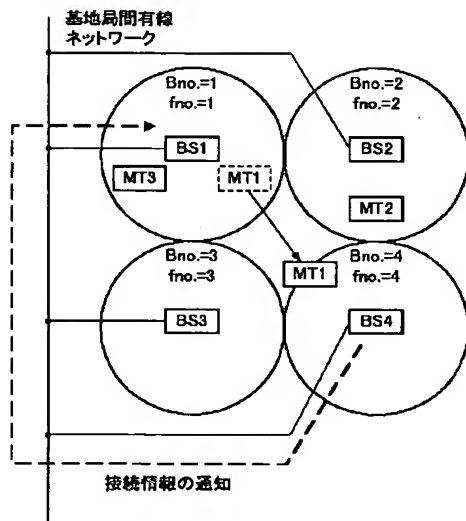 基地局間有線
ネットワーク
Bno.=1
fno.=1
BS1
MT3
MT1
Bno.=2
fno.=2
BS2
MT2
Bno.=3
fno.=3
BS3
Bno.=4
fno.=4
MT1
BS4
接続情報の通知